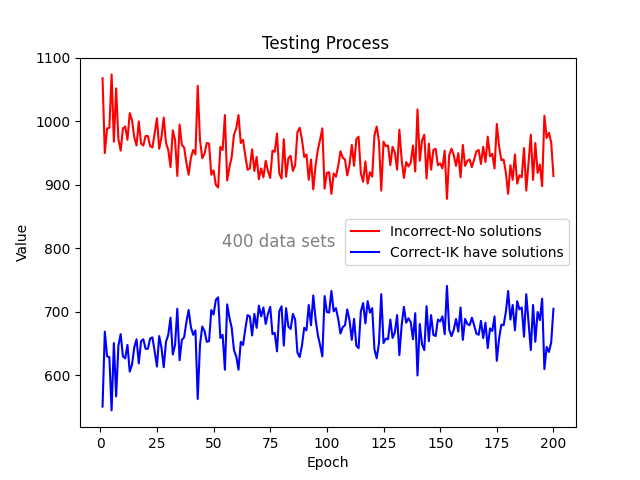 Testing Process
1100
1000
900
800
700
600
Value
400 data sets
Incorrect-No solutions
Correct-IK have solutions
0
25
50
75
100
125
150
175
200
Epoch